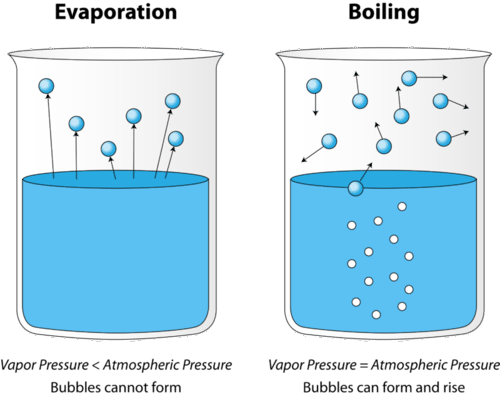 Evaporation
Boiling
Vapor Pressure < Atmospheric Pressure
Bubbles cannot form
Vapor Pressure = Atmospheric Pressure
Bubbles can form and rise